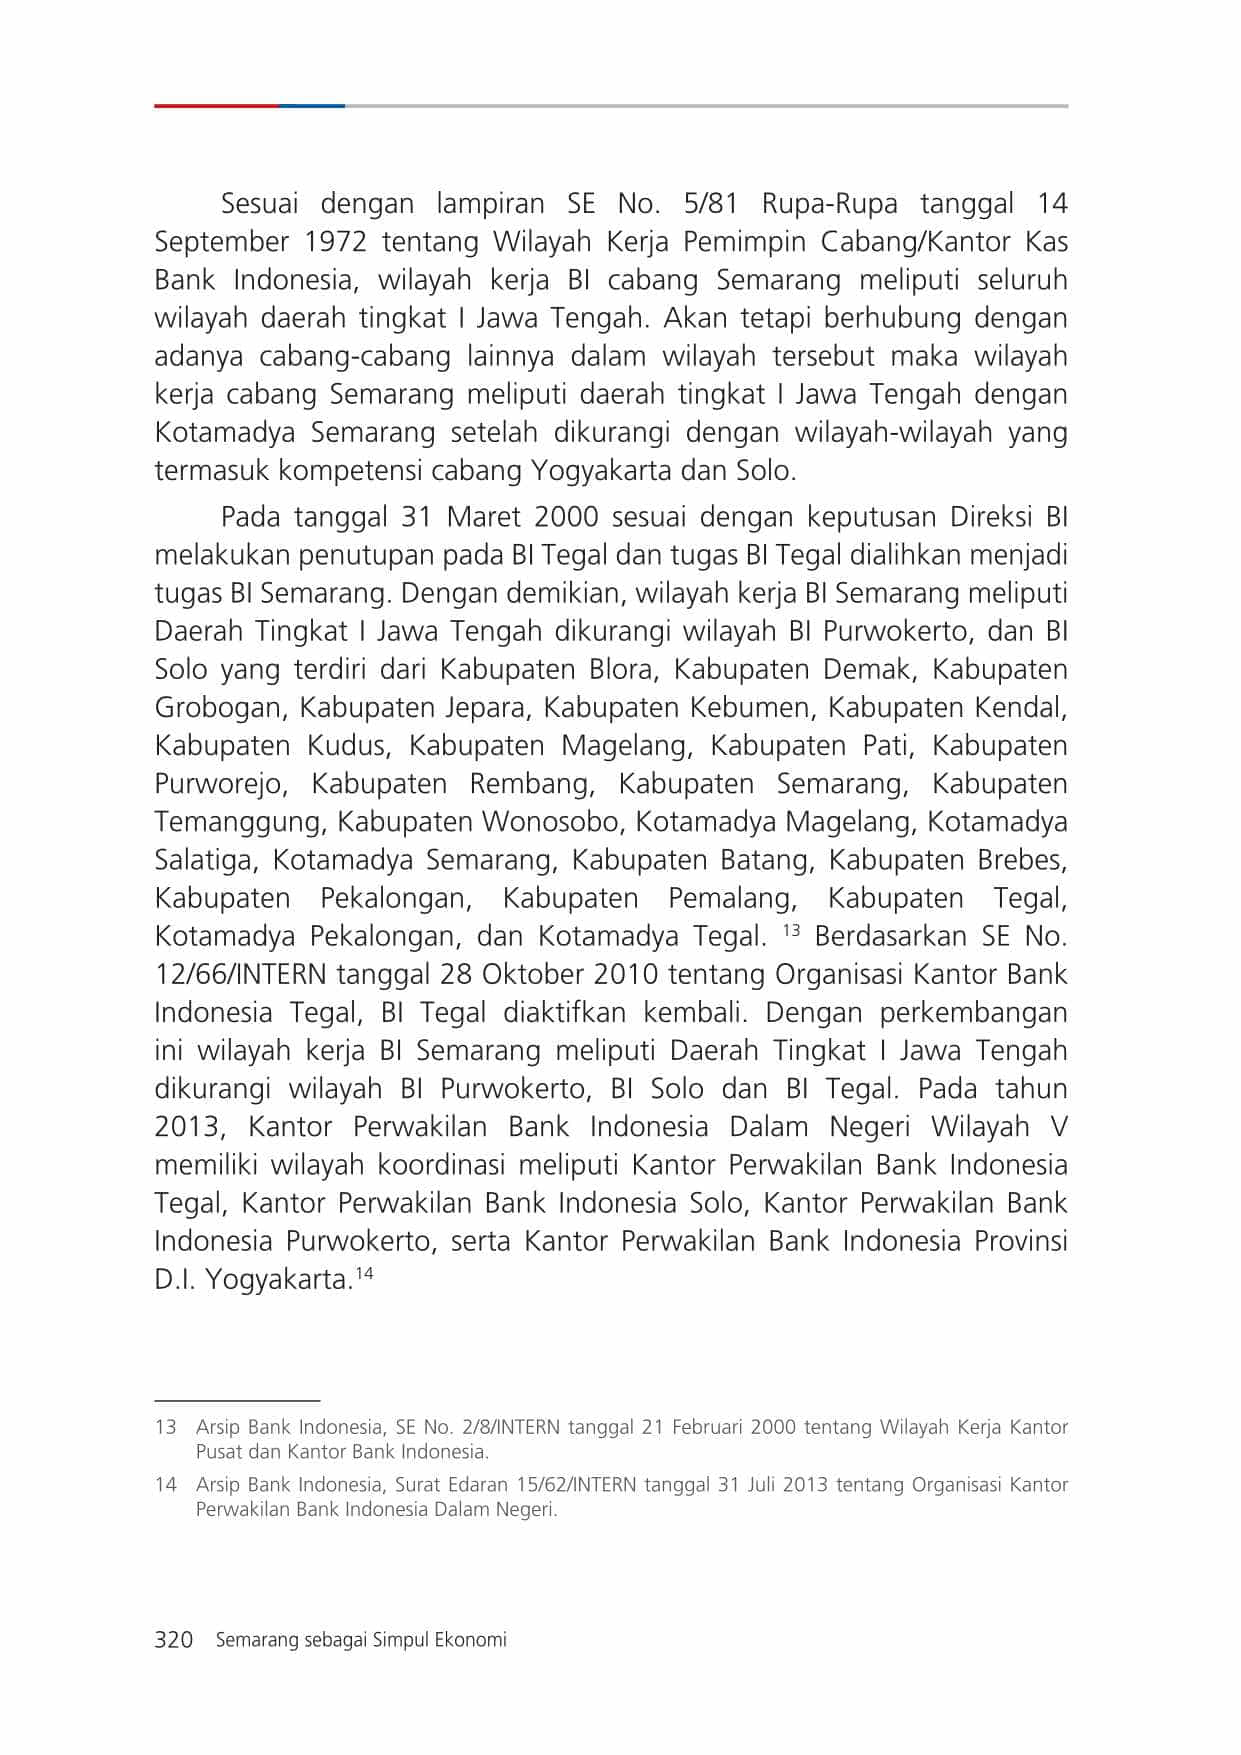 Sesuai dengan lampiran SE No. 5/81 Rupa-Rupa tanggal 14
September 1972 tentang Wilayah Kerja Pemimpin Cabang/Kantor Kas
Bank Indonesia, wilayah kerja BI cabang Semarang meliputi seluruh
wilayah daerah tingkat I Jawa Tengah. Akan tetapi berhubung dengan
adanya cabang-cabang lainnya dalam wilayah tersebut maka wilayah
kerja cabang Semarang meliputi daerah tingkat I Jawa Tengah dengan
Kotamadya Semarang setelah dikurangi dengan wilayah-wilayah yang
termasuk kompetensi cabang Yogyakarta dan Solo.
Pada tanggal 31 Maret 2000 sesuai dengan keputusan Direksi BI
melakukan penutupan pada BI Tegal dan tugas BI Tegal dialihkan menjadi
tugas BI Semarang. Dengan demikian, wilayah kerja BI Semarang meliputi
Daerah Tingkat I Jawa Tengah dikurangi wilayah BI Purwokerto, dan BI
Solo yang terdiri dari Kabupaten Blora, Kabupaten Demak, Kabupaten
Grobogan, Kabupaten Jepara, Kabupaten Kebumen, Kabupaten Kendal,
Kabupaten Kudus, Kabupaten Magelang, Kabupaten Pati, Kabupaten
Purworejo, Kabupaten Rembang, Kabupaten Semarang, Kabupaten
Temanggung, Kabupaten Wonosobo, Kotamadya Magelang, Kotamadya
Salatiga, Kotamadya Semarang, Kabupaten Batang, Kabupaten Brebes,
Kabupaten Pekalongan, Kabupaten Pemalang, Kabupaten Tegal,
Kotamadya Pekalongan, dan Kotamadya Tegal. 13 Berdasarkan SE No.
12/66/INTERN tanggal 28 Oktober 2010 tentang Organisasi Kantor Bank
Indonesia Tegal, BI Tegal diaktifkan kembali. Dengan perkembangan
ini wilayah kerja BI Semarang meliputi Daerah Tingkat I Jawa Tengah
dikurangi wilayah BI Purwokerto, BI Solo dan BI Tegal. Pada tahun
2013, Kantor Perwakilan Bank Indonesia Dalam Negeri Wilayah V
memiliki wilayah koordinasi meliputi Kantor Perwakilan Bank Indonesia
Tegal, Kantor Perwakilan Bank Indonesia Solo, Kantor Perwakilan Bank
Indonesia Purwokerto, serta Kantor Perwakilan Bank Indonesia Provinsi
D.I. Yogyakarta.14
13 Arsip Bank Indonesia, SE No. 2/8/INTERN tanggal 21 Februari 2000 tentang Wilayah Kerja Kantor
Pusat dan Kantor Bank Indonesia.
14 Arsip Bank Indonesia, Surat Edaran 15/62/INTERN tanggal 31 Juli 2013 tentang Organisasi Kantor
Perwakilan Bank Indonesia Dalam Negeri.
320 Semarang sebagai Simpul Ekonomi